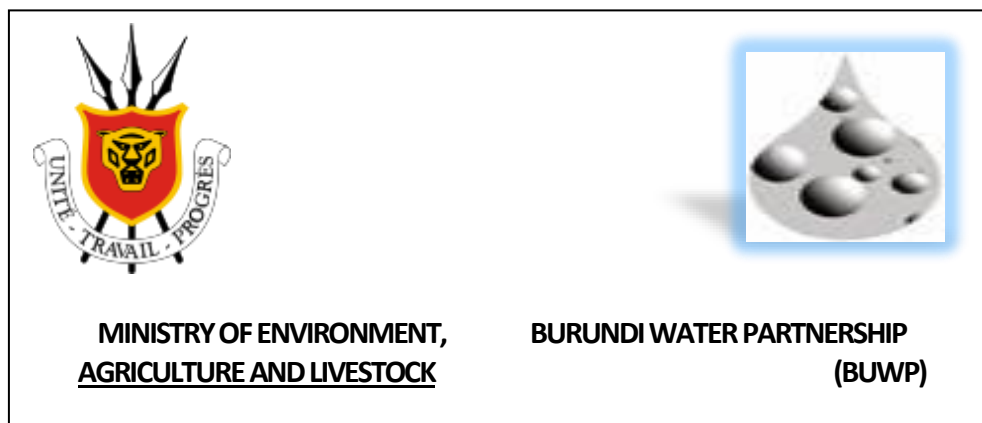 UNITE - TRAVAIL - PROGRES
MINISTRY OF ENVIRONMENT,
AGRICULTURE AND LIVESTOCK
BURUNDI WATER PARTNERSHIP
(BUWP)